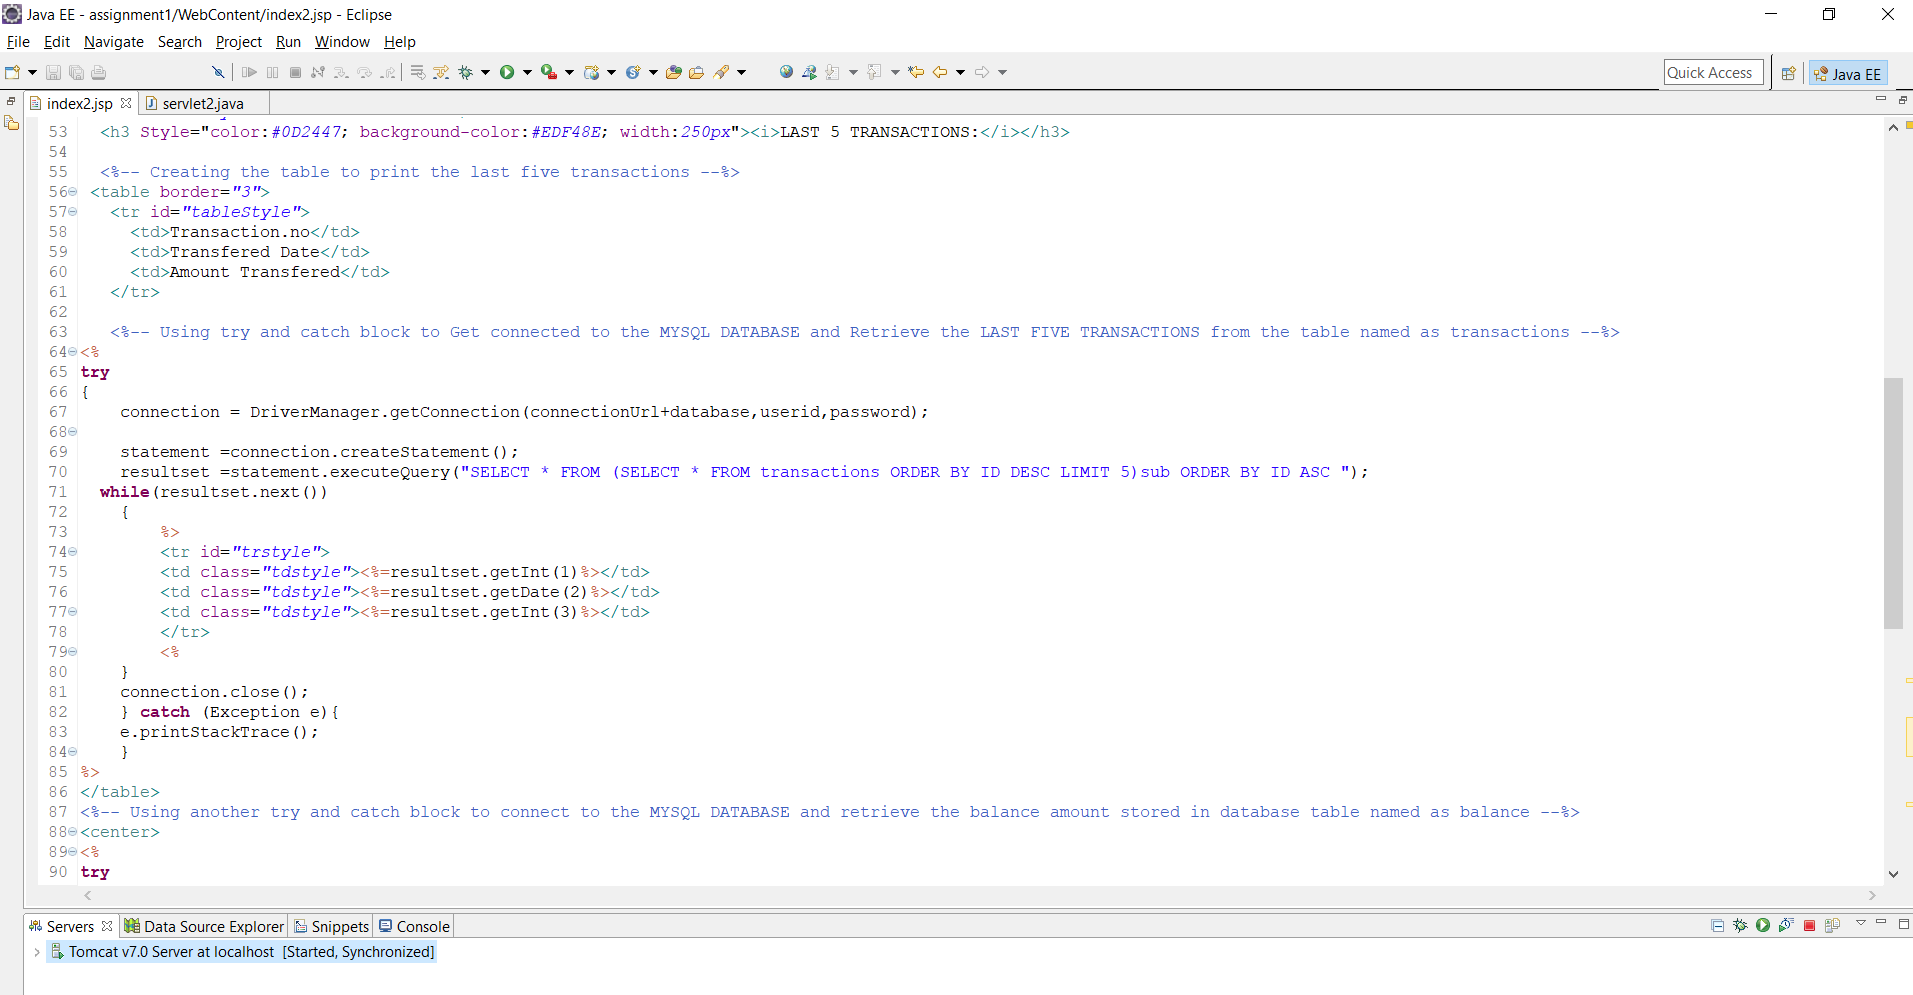 Java EE - assignment1/WebContent/index2.jsp - Eclipse
File Edit Navigate Search Project Run Window Help
Quick Access
Java EE
index2.jsp
servlet2.java
53 <h3 Style="color:#0D2447; background-color:#EDF48E; width:250px"><i>LAST 5 TRANSACTIONS:</i></h3>
54
55 <%-- Creating the table to print the last five transactions --%>
56 <table border="3">
57 <tr id="tableStyle">
58 <td>Transaction.no</td>
59 <td>Transfered Date</td>
60 <td>Amount Transfered</td>
61 </tr>
62
63 <%-- Using try and catch block to Get connected to the MYSQL DATABASE and Retrieve the LAST FIVE TRANSACTIONS from the table named as transactions --%>
64 <%
65 try
66 {
67 connection = DriverManager.getConnection(connectionUrl+database,userid,password);
68
69 statement =connection.createStatement();
70 resultset =statement.executeQuery("SELECT * FROM (SELECT * FROM transactions ORDER BY ID DESC LIMIT 5)sub ORDER BY ID ASC ");
71 while(resultset.next())
72 {
73 %>
74 <tr id="trstyle">
75 <td class="tdstyle"><%=resultset.getInt(1)%></td>
76 <td class="tdstyle"><%=resultset.getDate(2)%></td>
77 <td class="tdstyle"><%=resultset.getInt(3)%></td>
78 </tr>
79 <%
80 }
81 connection.close();
82 } catch (Exception e){
83 e.printStackTrace();
84 }
85 %>
86 </table>
87 <%-- Using another try and catch block to connect to the MYSQL DATABASE and retrieve the balance amount stored in database table named as balance --%>
88 <center>
89 <%
90 try
Servers
Data Source Explorer
Snippets
Console
Tomcat v7.0 Server at localhost [Started, Synchronized]